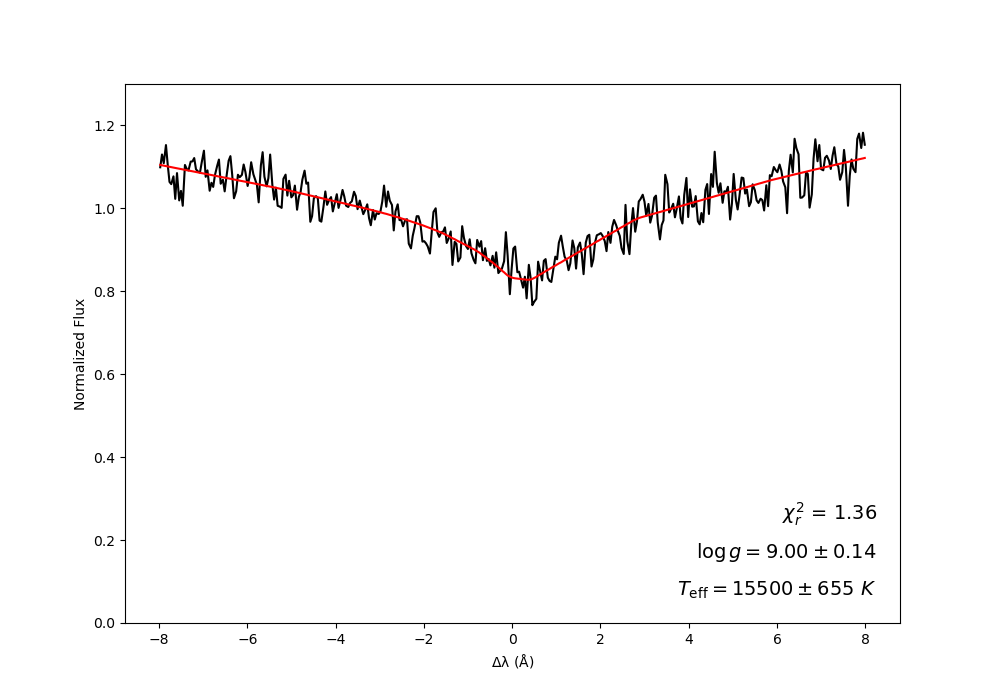 1.2
1.0
0.8
0.6
0.4
0.2
0.0
Normalized Flux
χ²ᵣ = 1.36
log g = 9.00 ± 0.14
T_eff = 15500 ± 655 K
−8 −6 −4 −2 0 2 4 6 8
Δλ (Å)